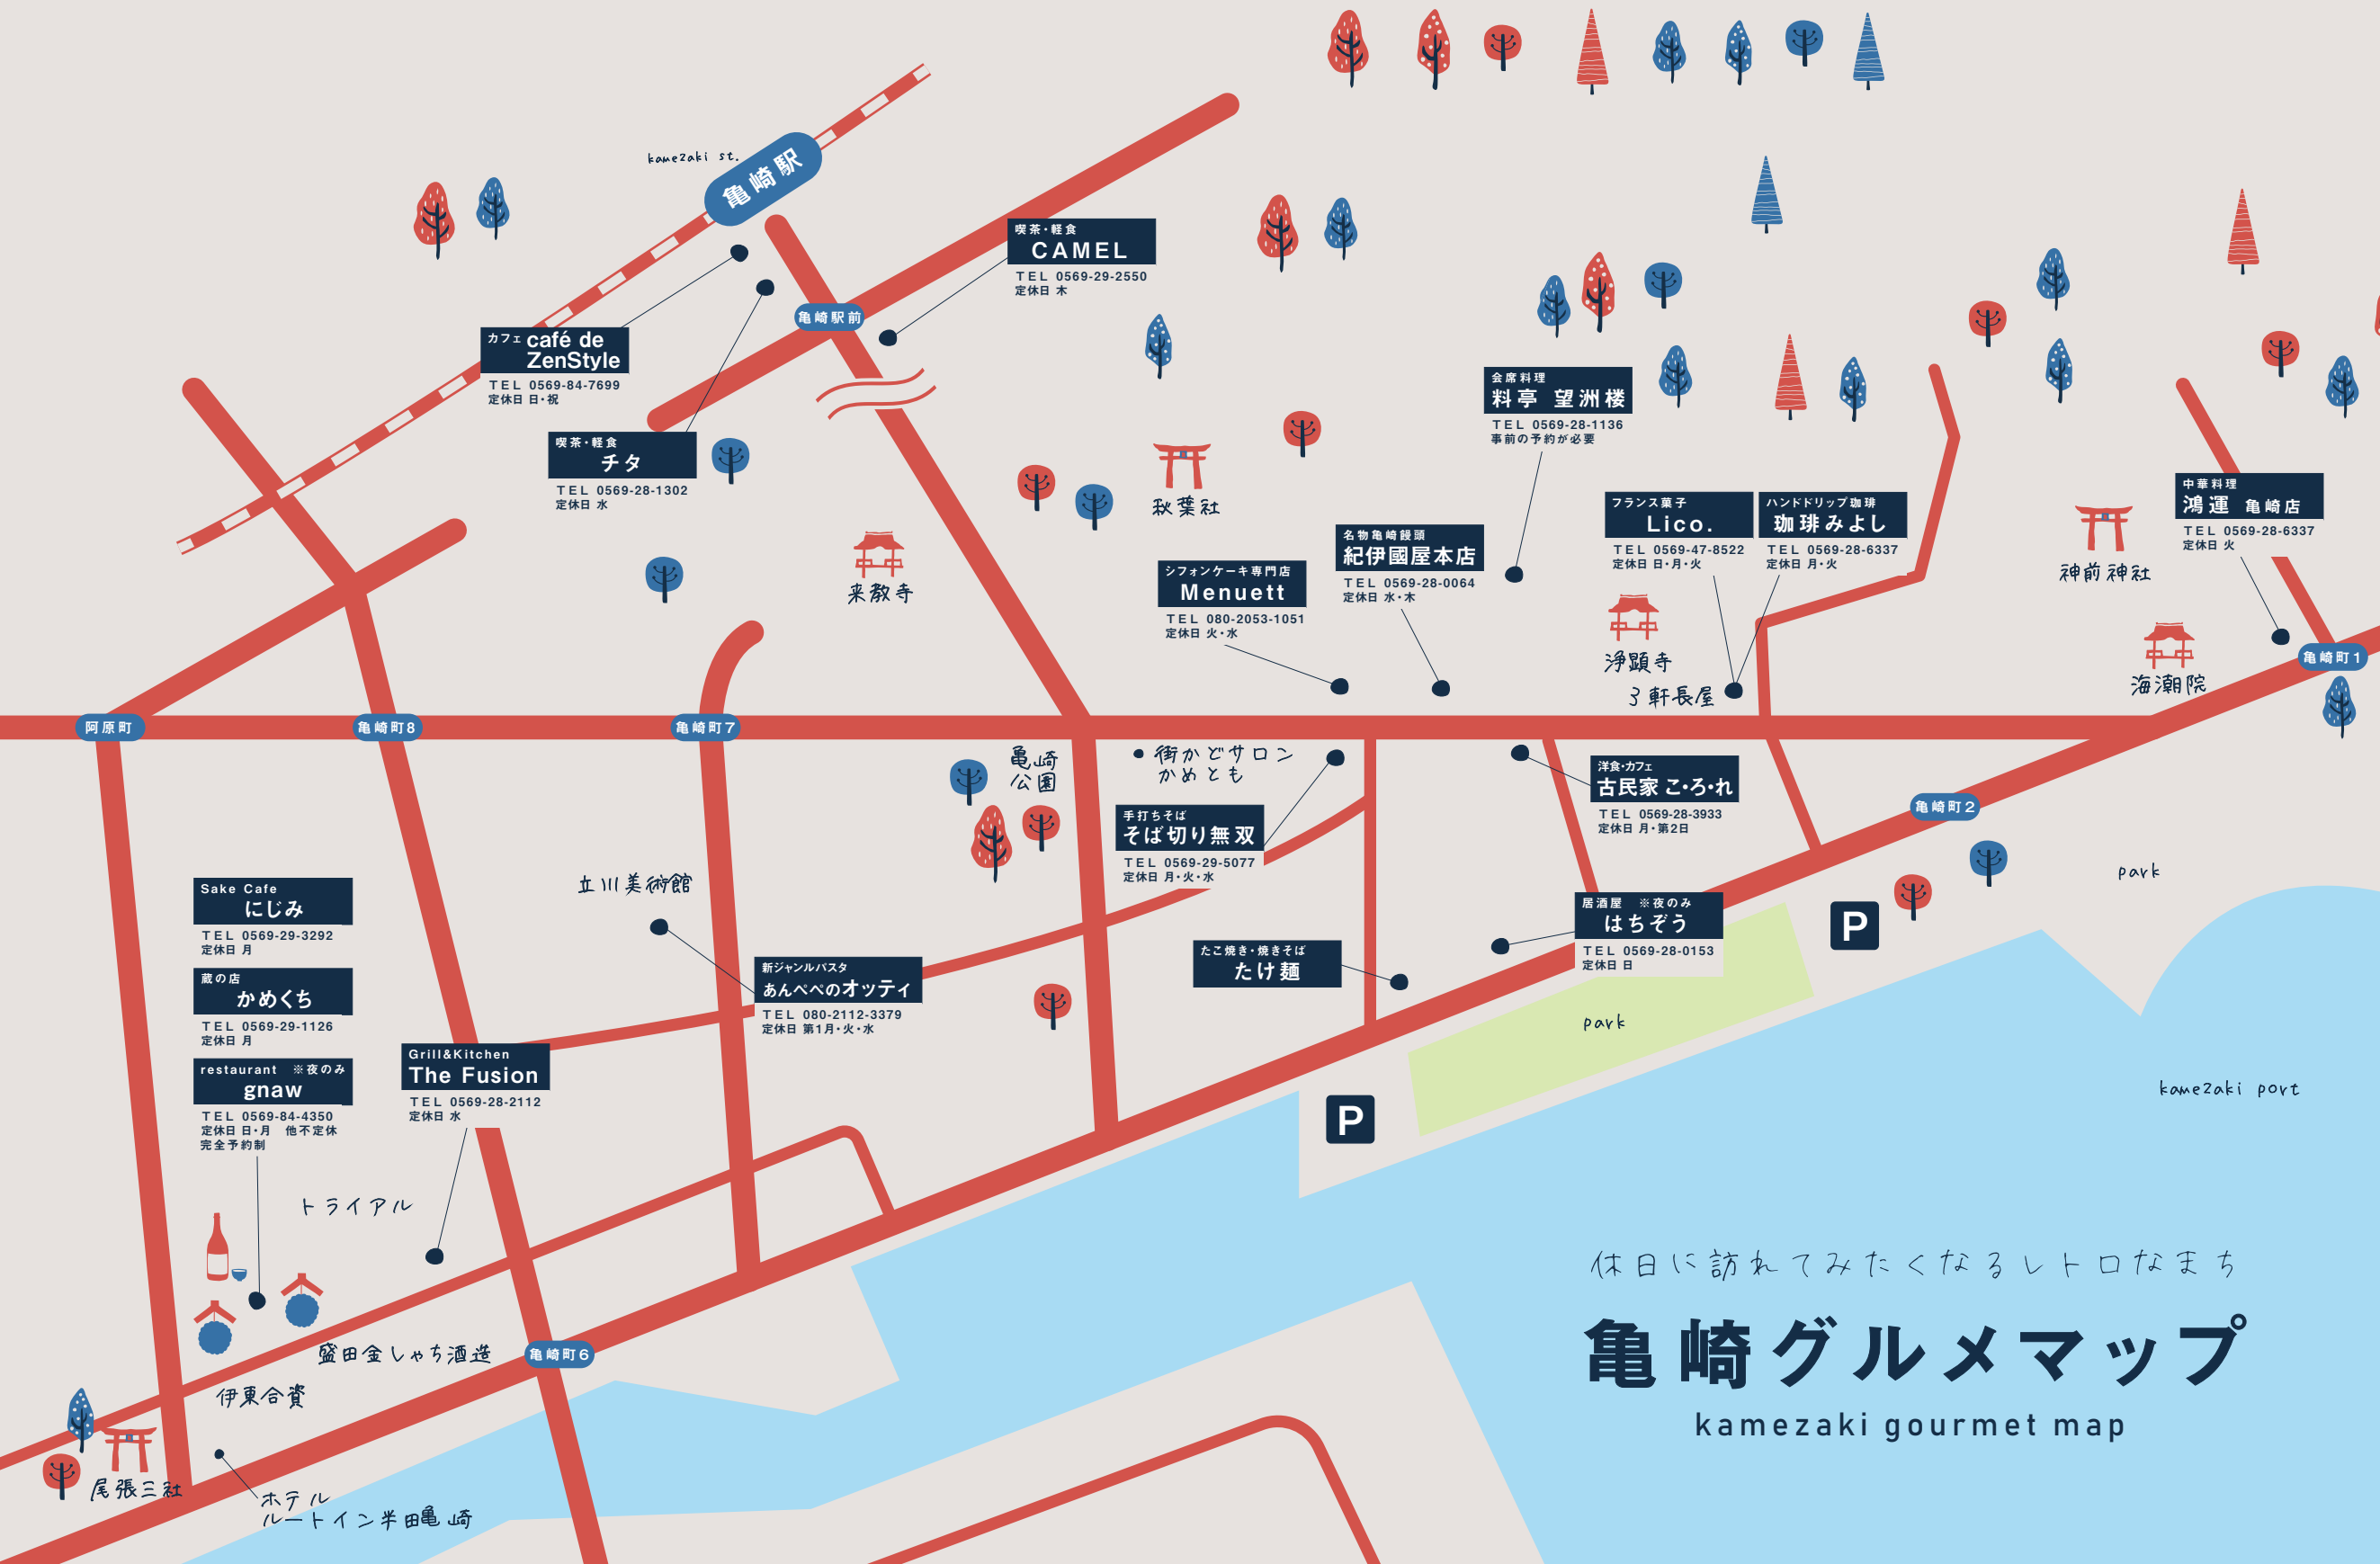 kamezaki st.
亀崎駅
喫茶・軽食
CAMEL
TEL 0569-29-2550
定休日 木
亀崎駅前
カフェ café de
ZenStyle
TEL 0569-84-7699
定休日 日・祝
喫茶・軽食
チタ
TEL 0569-28-1302
定休日 水
会席料理
料亭 望洲楼
TEL 0569-28-1136
事前の予約が必要
秋葉社
来教寺
シフォンケーキ専門店
Menuett
TEL 080-2053-1051
定休日 火・水
名物亀崎饅頭
紀伊國屋本店
TEL 0569-28-0064
定休日 水・木
フランス菓子
Lico.
TEL 0569-47-8522
定休日 日・月・火
ハンドドリップ珈琲
珈琲みよし
TEL 0569-28-6337
定休日 月・火
中華料理
鴻運 亀崎店
TEL 0569-28-6337
定休日 火
神前神社
浄顕寺
3軒長屋
海潮院
亀崎町1
阿原町
亀崎町8
亀崎町7
亀崎
公園
街かどサロン
かめとも
手打ちそば
そば切り無双
TEL 0569-29-5077
定休日 月・火・水
洋食・カフェ
古民家 こ・ろ・れ
TEL 0569-28-3933
定休日 月・第2日
亀崎町2
park
立川美術館
Sake Cafe
にじみ
TEL 0569-29-3292
定休日 月
蔵の店
かめくち
TEL 0569-29-1126
定休日 月
restaurant ※夜のみ
gnaw
TEL 0569-84-4350
定休日 日・月 他不定休
完全予約制
新ジャンルパスタ
あんぺぺのオッティ
TEL 080-2112-3379
定休日 第1月・火・水
たこ焼き・焼きそば
たけ麺
居酒屋 ※夜のみ
はちぞう
TEL 0569-28-0153
定休日 日
P
park
P
Grill&Kitchen
The Fusion
TEL 0569-28-2112
定休日 水
kamezaki port
トライアル
盛田金しゃち酒造
亀崎町6
伊東合資
尾張三社
ホテル
ルートイン半田亀崎
休日に訪れてみたくなるレトロなまち
亀崎グルメマップ
kamezaki gourmet map